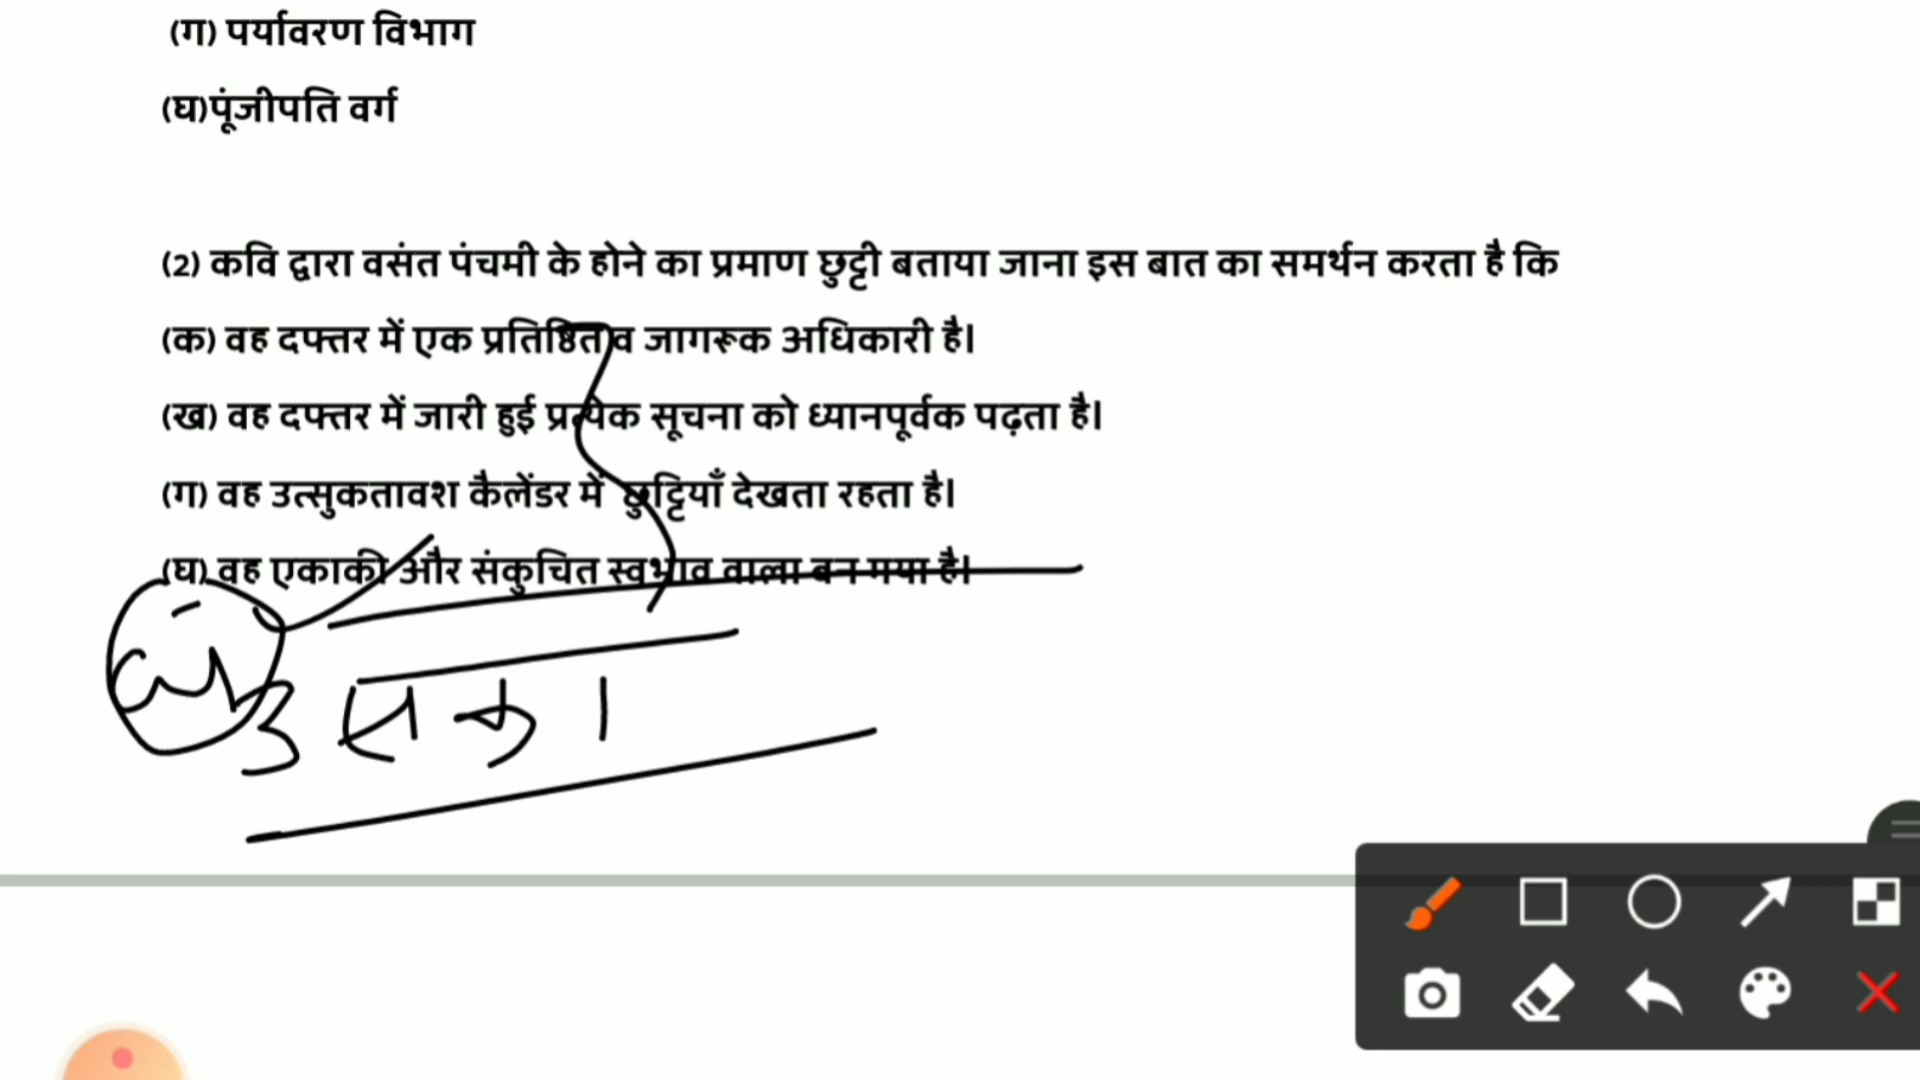 (ग) पर्यावरण विभाग
(घ)पूंजीपति वर्ग
(2) कवि द्वारा वसंत पंचमी के होने का प्रमाण छुट्टी बताया जाना इस बात का समर्थन करता है कि
(क) वह दफ्तर में एक प्रतिष्ठित व जागरूक अधिकारी है।
(ख) वह दफ्तर में जारी हुई प्रत्येक सूचना को ध्यानपूर्वक पढ़ता है।
(ग) वह उत्सुकतावश कैलेंडर में छुट्टियाँ देखता रहता है।
(घ) वह एकाकी और संकुचित स्वभाव वाला बन गया है।